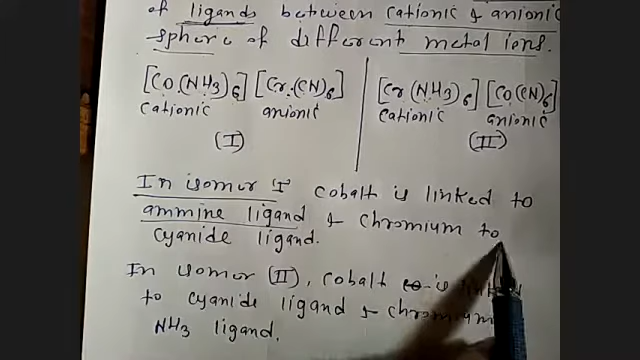 of ligands between cationic & anionic
sphere of different metal ions.
[CO(NH3)6] [Cr(CN)6] [Cr(NH3)6] [CO(CN)6]
cationic anionic cationic anionic
(I) (II)
In isomer I cobalt is linked to
ammine ligand & chromium to
cyanide ligand.
In isomer (II), cobalt is
to cyanide ligand & chromium
NH3 ligand.